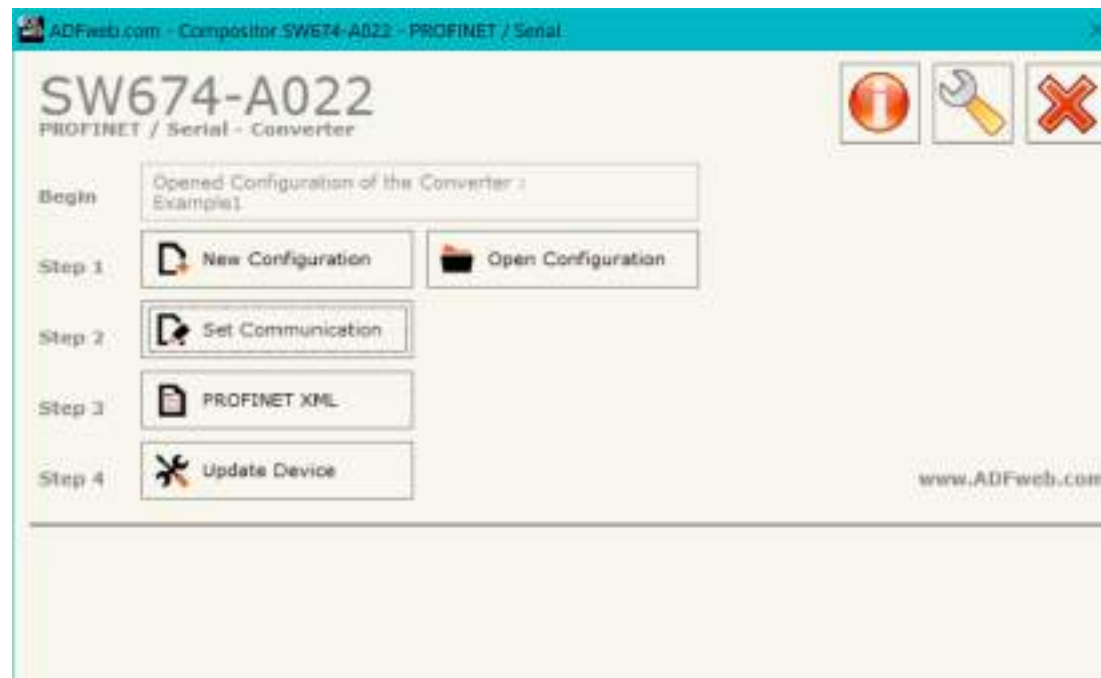 ADFweb.com - Compositor SW674-A022 - PROFINET / Serial
SW674-A022
PROFINET / Serial - Converter
Begin
Opened Configuration of the Converter :
Example1
Step 1
New Configuration
Open Configuration
Step 2
Set Communication
Step 3
PROFINET XML
Step 4
Update Device
www.ADFweb.com